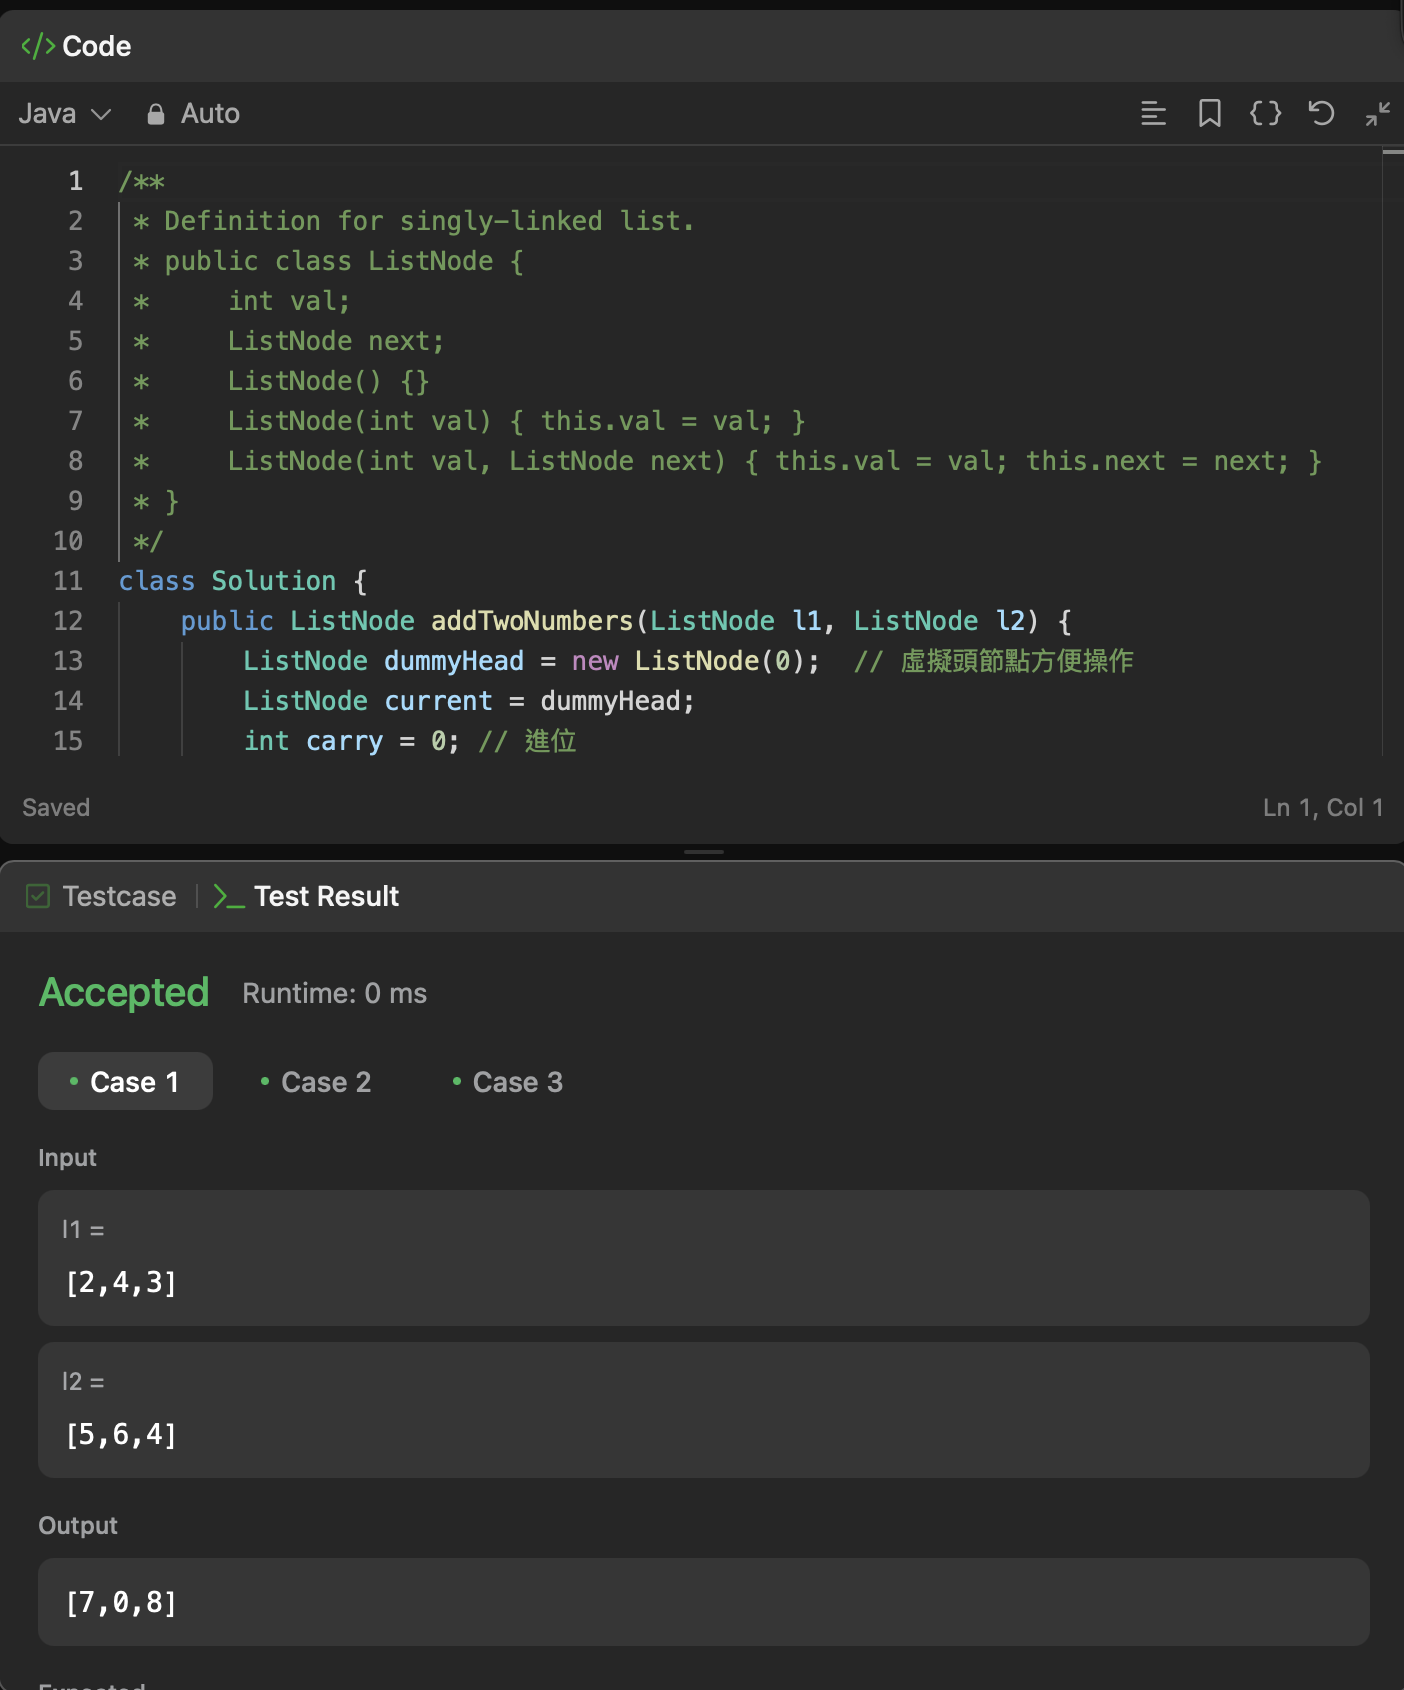 </> Code
Java Auto
1 /**
2 * Definition for singly-linked list.
3 * public class ListNode {
4 *     int val;
5 *     ListNode next;
6 *     ListNode() {}
7 *     ListNode(int val) { this.val = val; }
8 *     ListNode(int val, ListNode next) { this.val = val; this.next = next; }
9 * }
10 */
11 class Solution {
12     public ListNode addTwoNumbers(ListNode l1, ListNode l2) {
13         ListNode dummyHead = new ListNode(0);  // 虛擬頭節點方便操作
14         ListNode current = dummyHead;
15         int carry = 0; // 進位
Saved Ln 1, Col 1
Testcase | >_ Test Result
Accepted Runtime: 0 ms
• Case 1 • Case 2 • Case 3
Input
l1 =
[2,4,3]
l2 =
[5,6,4]
Output
[7,0,8]
Expected